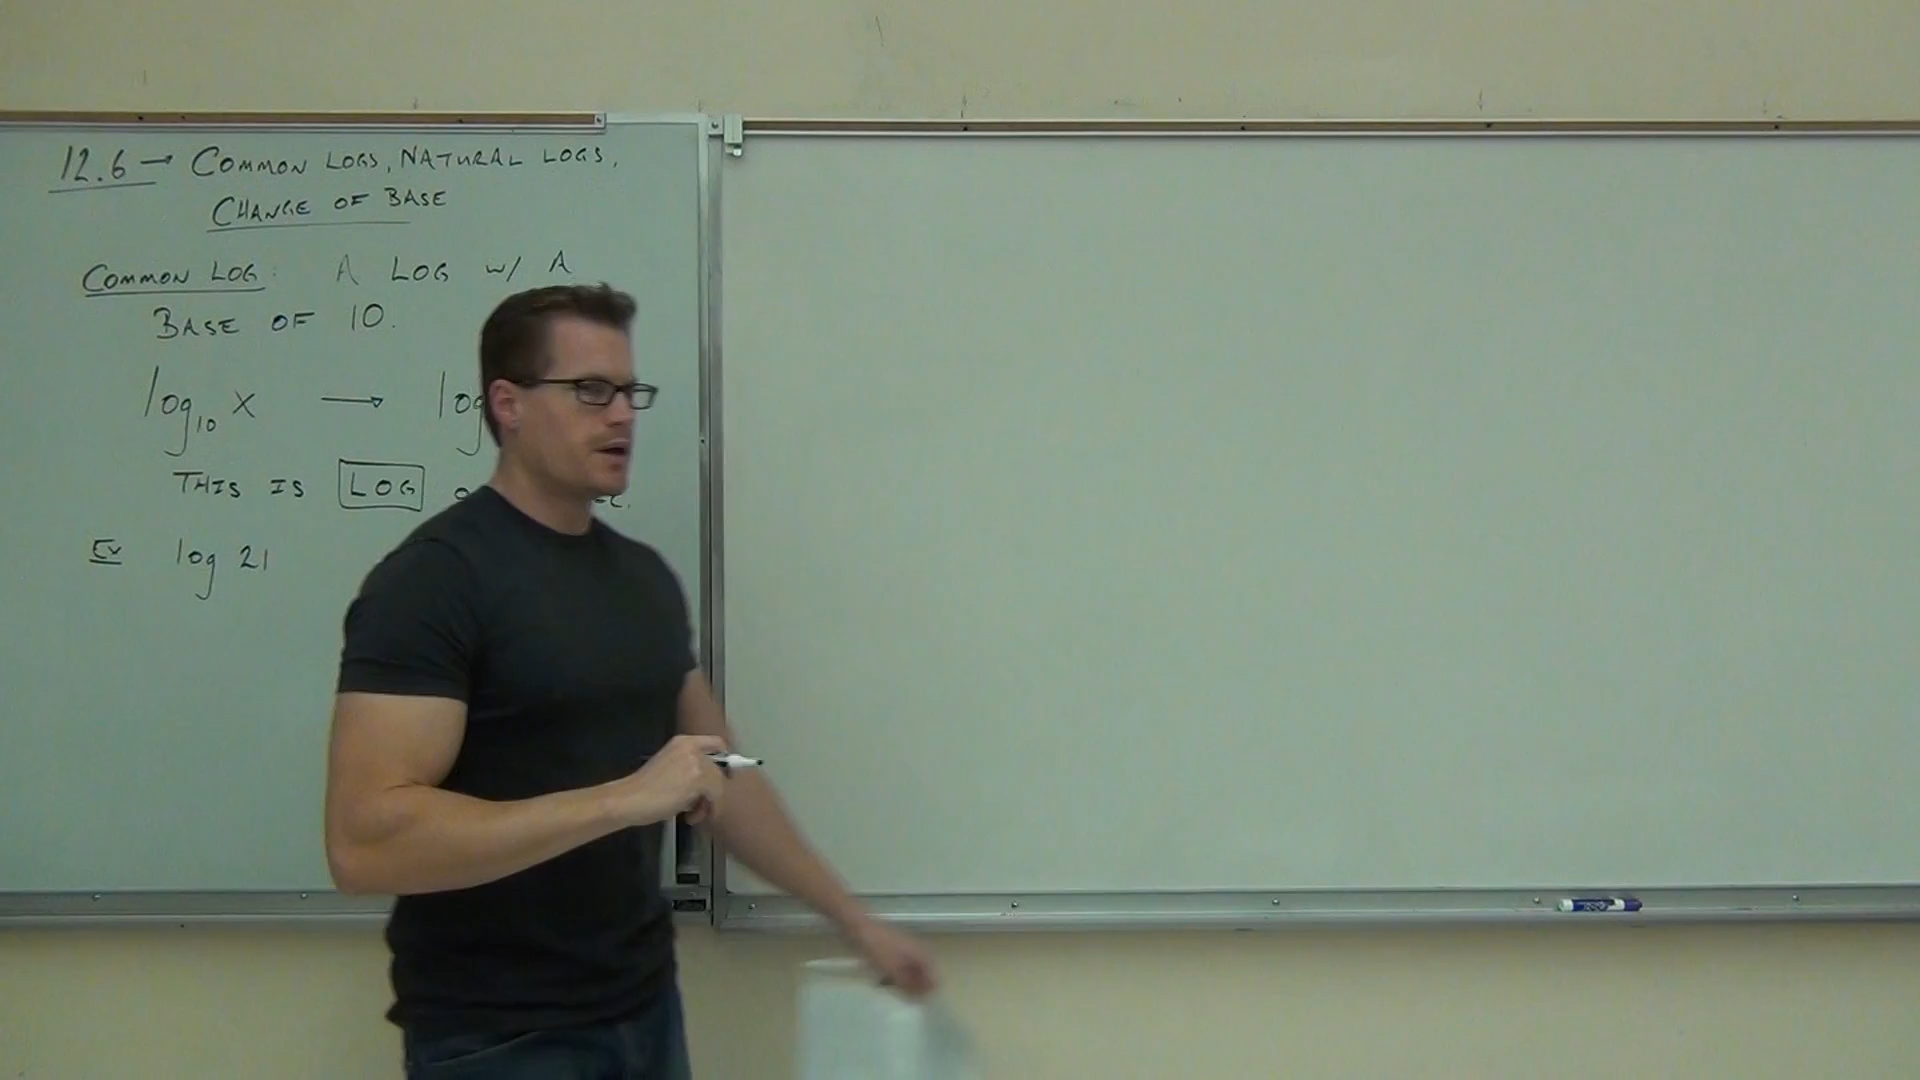 12.6 → COMMON LOGS, NATURAL LOGS,
CHANGE OF BASE
COMMON LOG: A LOG w/ A
BASE OF 10.
log₁₀ x → log
THIS IS LOG
Ex log 21